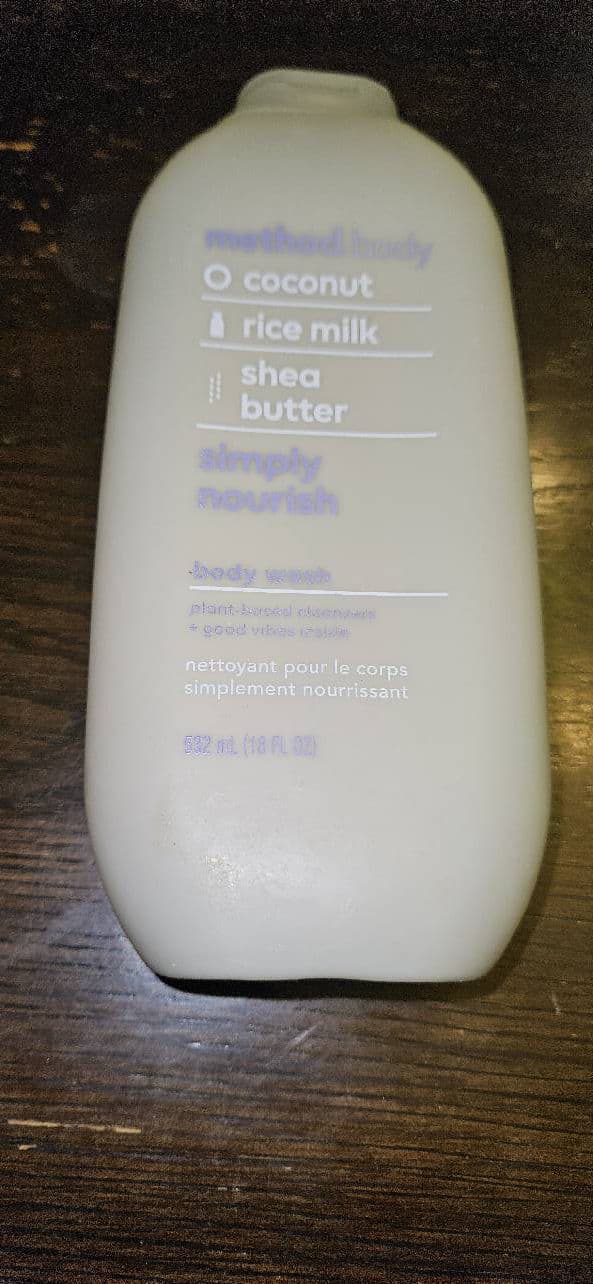 method body
coconut
rice milk
shea
butter
simply
nourish
body wash
plant-based cleansers
+ good vibes inside
nettoyant pour le corps
simplement nourrissant
532 mL (18 FL OZ)